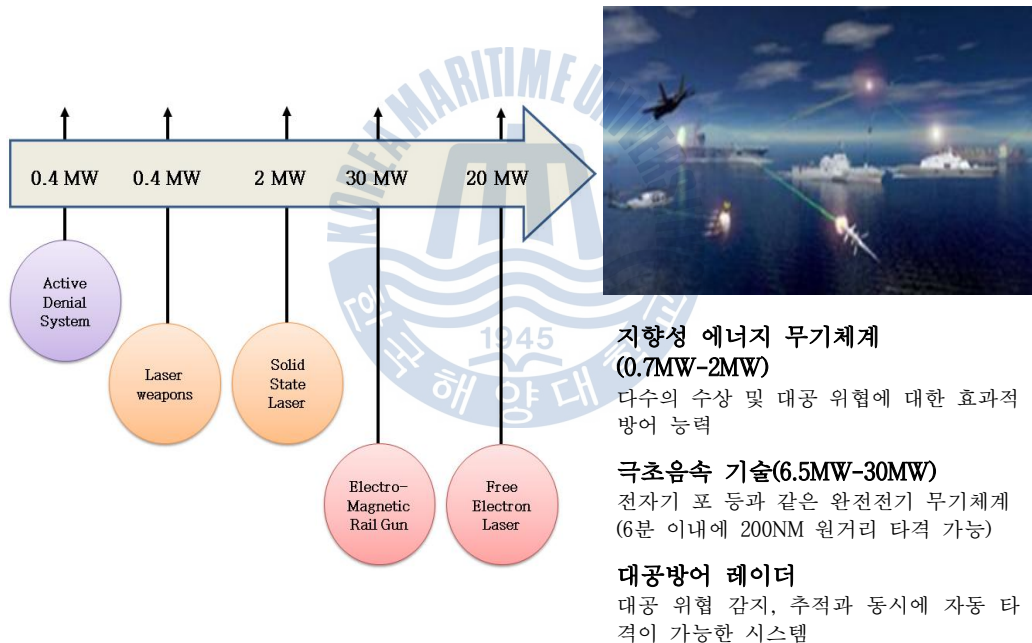 0.4 MW
0.4 MW
2 MW
30 MW
20 MW
Active
Denial
System
Laser
weapons
Solid
State
Laser
Electro-
Magnetic
Rail Gun
Free
Electron
Laser
KOREA MARITIME UNIV
1945
한국해양대학교
지향성 에너지 무기체계
(0.7MW-2MW)
다수의 수상 및 대공 위협에 대한 효과적
방어 능력
극초음속 기술(6.5MW-30MW)
전자기 포 등과 같은 완전전기 무기체계
(6분 이내에 200NM 원거리 타격 가능)
대공방어 레이더
대공 위협 감지, 추적과 동시에 자동 타
격이 가능한 시스템